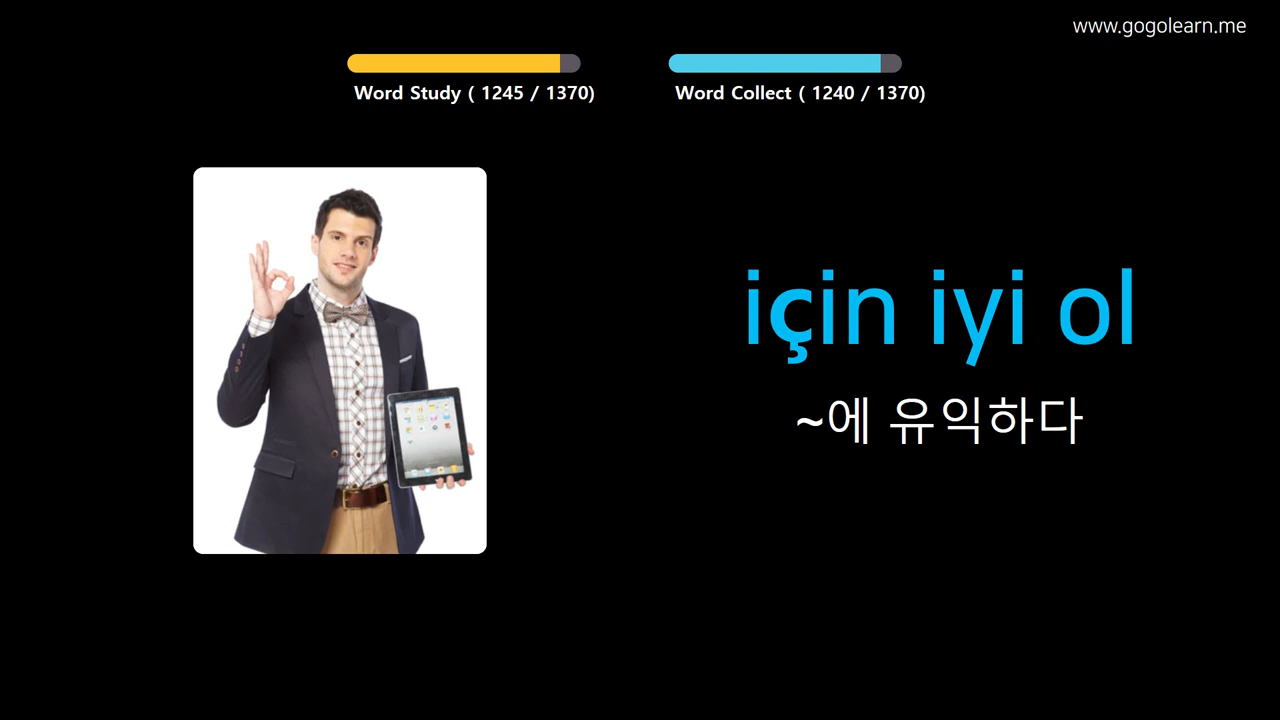 www.gogolearn.me
Word Study ( 1245 / 1370)
Word Collect ( 1240 / 1370)
için iyi ol
~에 유익하다